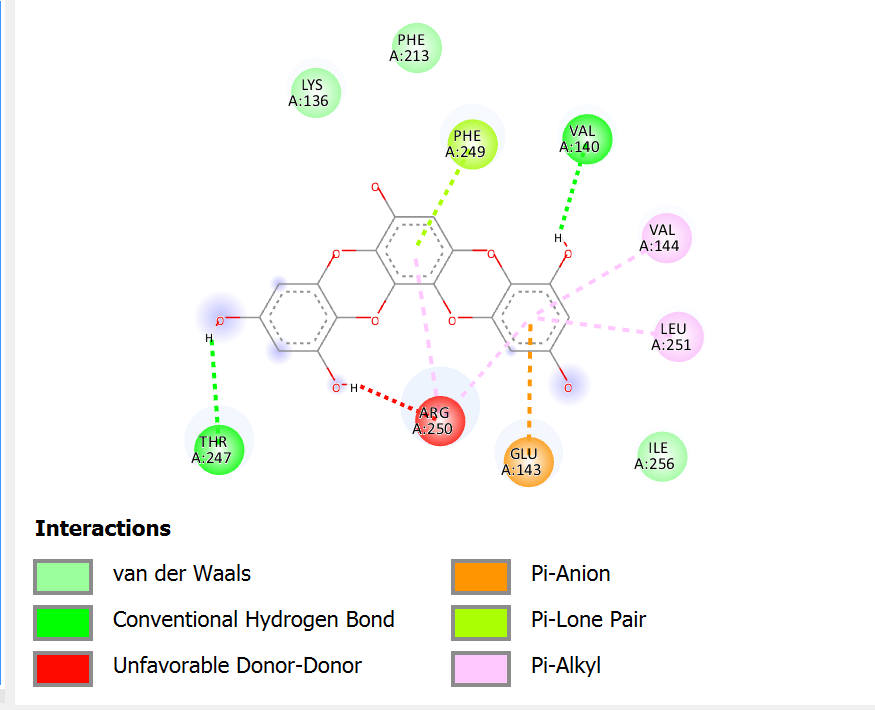 PHE
A:213
LYS
A:136
PHE
A:249
VAL
A:140
O
H
O
VAL
A:144
O
O
O
H
O
O
LEU
A:251
O
H
O
ARG
A:250
THR
A:247
GLU
A:143
ILE
A:256
Interactions
van der Waals
Conventional Hydrogen Bond
Unfavorable Donor-Donor
Pi-Anion
Pi-Lone Pair
Pi-Alkyl